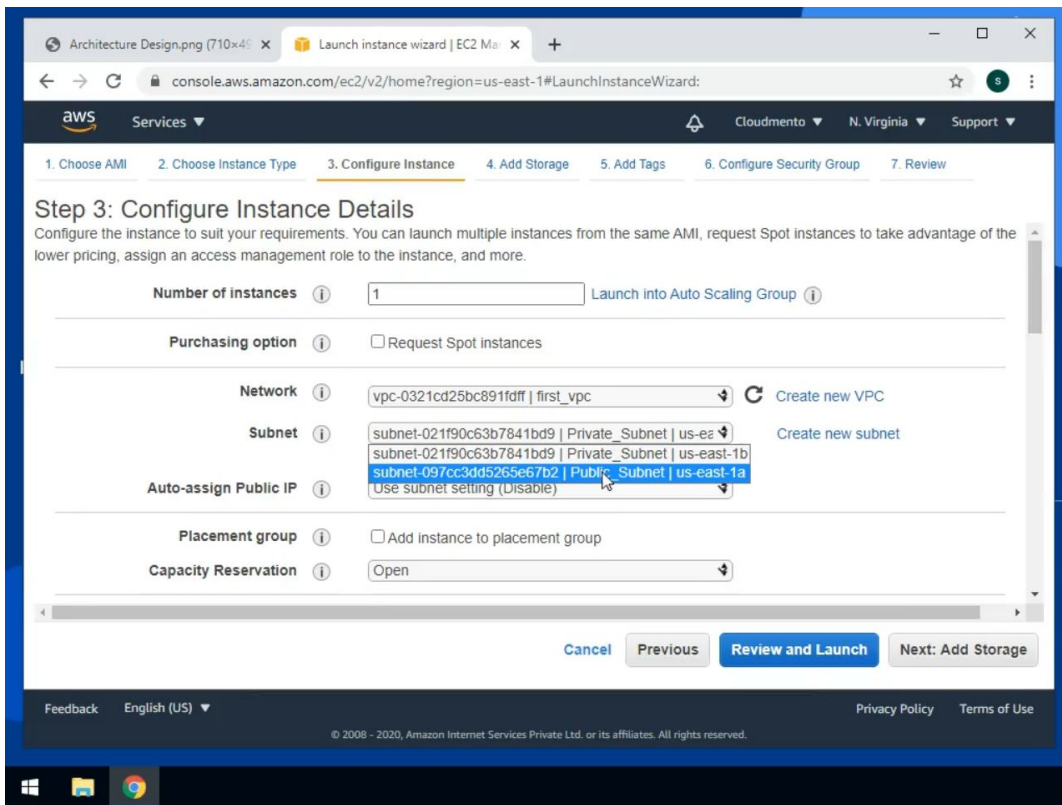 Architecture Design.png (710×49
Launch instance wizard | EC2 Ma
console.aws.amazon.com/ec2/v2/home?region=us-east-1#LaunchInstanceWizard:
S
aws Services Cloudmento N. Virginia Support
1. Choose AMI 2. Choose Instance Type 3. Configure Instance 4. Add Storage 5. Add Tags 6. Configure Security Group 7. Review
Step 3: Configure Instance Details
Configure the instance to suit your requirements. You can launch multiple instances from the same AMI, request Spot instances to take advantage of the
lower pricing, assign an access management role to the instance, and more.
Number of instances i 1 Launch into Auto Scaling Group i
Purchasing option i Request Spot instances
Network i vpc-0321cd25bc891fdff | first_vpc Create new VPC
Subnet i subnet-021f90c63b7841bd9 | Private_Subnet | us-ea Create new subnet
subnet-021f90c63b7841bd9 | Private_Subnet | us-east-1b
subnet-097cc3dd5265e67b2 | Public_Subnet | us-east-1a
Auto-assign Public IP i Use subnet setting (Disable)
Placement group i Add instance to placement group
Capacity Reservation i Open
Cancel Previous Review and Launch Next: Add Storage
Feedback English (US) Privacy Policy Terms of Use
© 2008 - 2020, Amazon Internet Services Private Ltd. or its affiliates. All rights reserved.